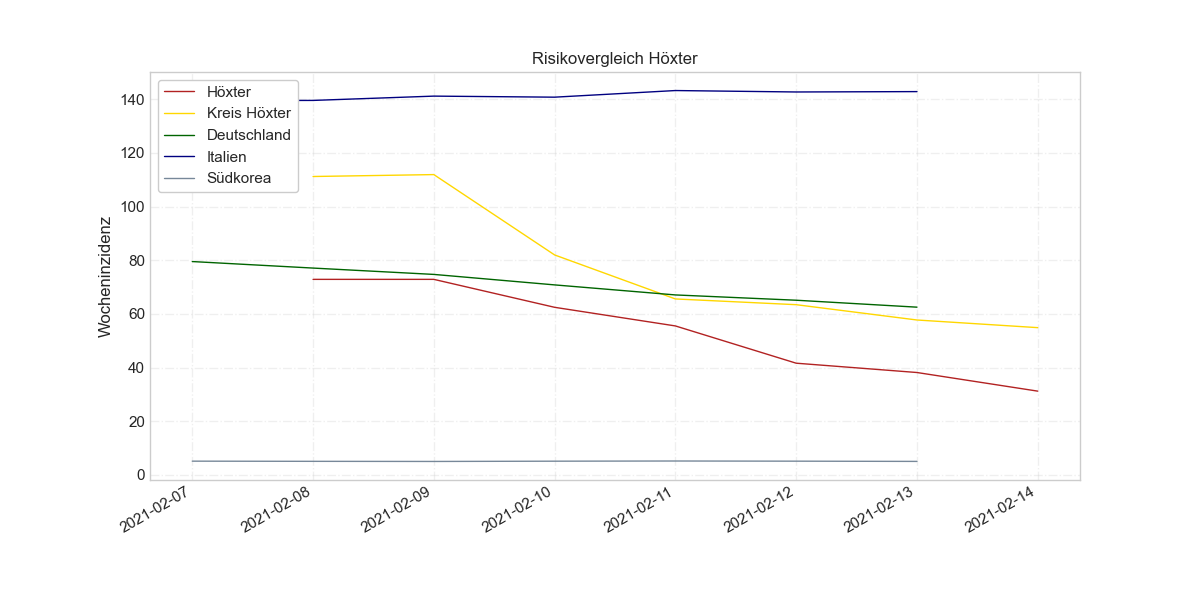 Risikovergleich Höxter
Höxter
Kreis Höxter
Deutschland
Italien
Südkorea
Wocheninzidenz
140
120
100
80
60
40
20
0
2021-02-07
2021-02-08
2021-02-09
2021-02-10
2021-02-11
2021-02-12
2021-02-13
2021-02-14